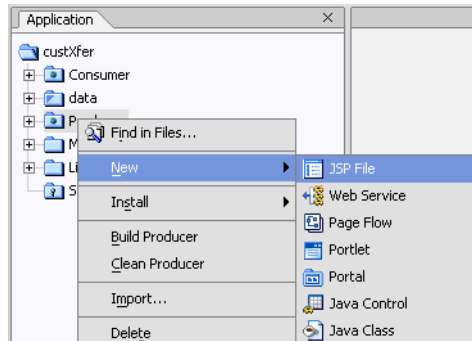 Application
custXfer
Consumer
data
P
M
Li
S
Find in Files...
New
Install
Build Producer
Clean Producer
Import...
Delete
JSP File
Web Service
Page Flow
Portlet
Portal
Java Control
Java Class